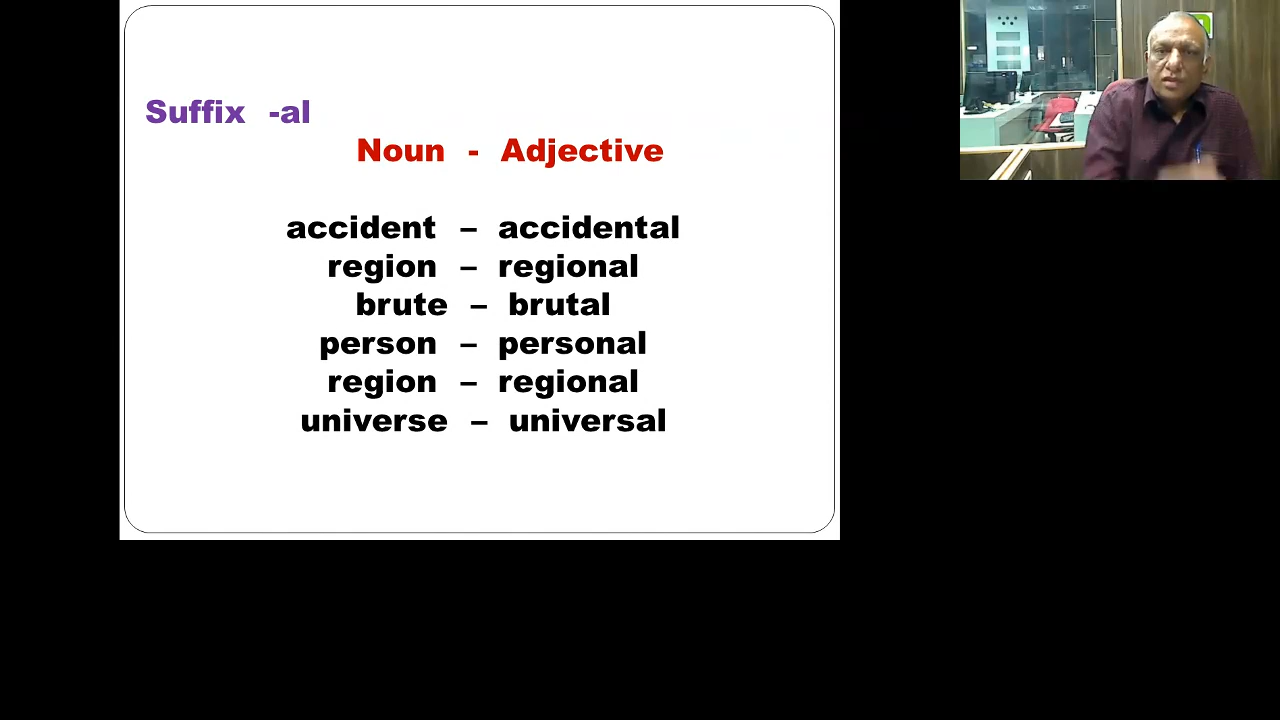 Suffix -al
Noun - Adjective
accident – accidental
region – regional
brute – brutal
person – personal
region – regional
universe – universal